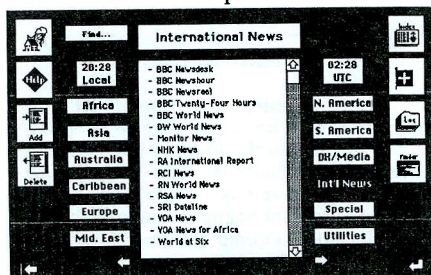 Find...
International News
Index
Help
20:28
Local
02:28
UTC
- BBC Newsdesk
- BBC Newshour
- BBC Newsreel
- BBC Twenty-Four Hours
- BBC World News
- DW World News
- Monitor News
- NHK News
- RA International Report
- RCI News
- RN World News
- RSA News
- SRI Dateline
- VOA News
- VOA News for Africa
- World at Six
Add
Delete
Africa
Asia
Australia
Caribbean
Europe
Mid. East
N. America
S. America
DX/Media
Int'l News
Special
Utilities
Log
Finder